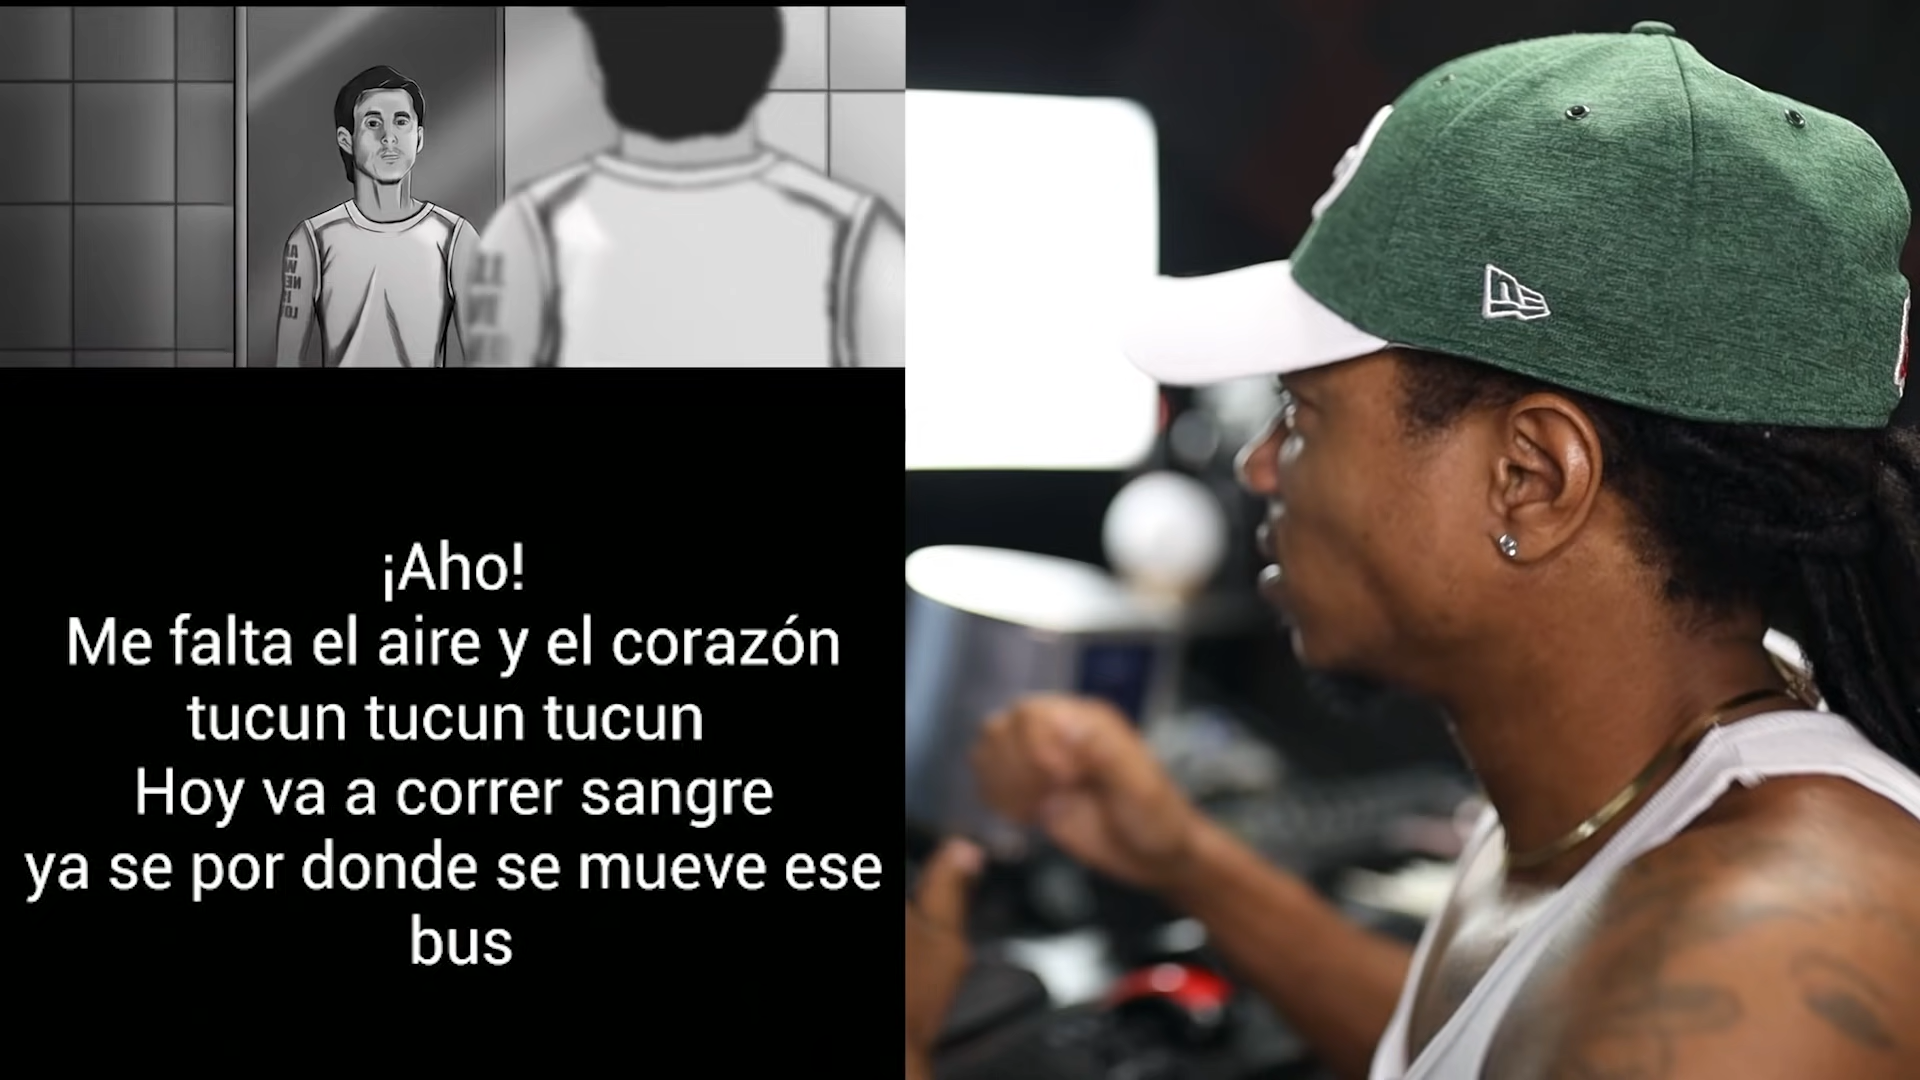 ¡Aho!
Me falta el aire y el corazón
tucun tucun tucun
Hoy va a correr sangre
ya se por donde se mueve ese
bus